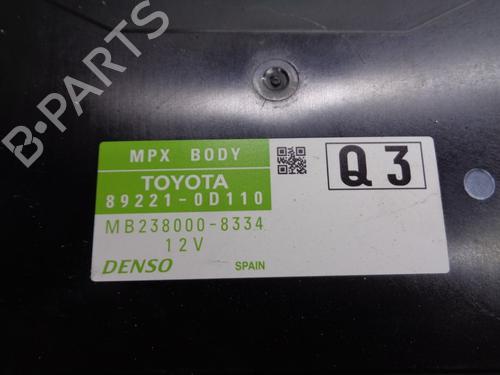 MPX BODY
TOYOTA
89221-0D110
Q3
MB238000-8334
12V
DENSO
SPAIN
B-PARTS